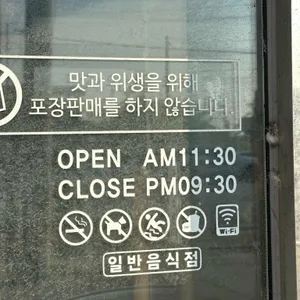 맛과 위생을 위해
포장판매를 하지 않습니다.
OPEN AM11:30
CLOSE PM09:30
Wi-Fi
일반음식점